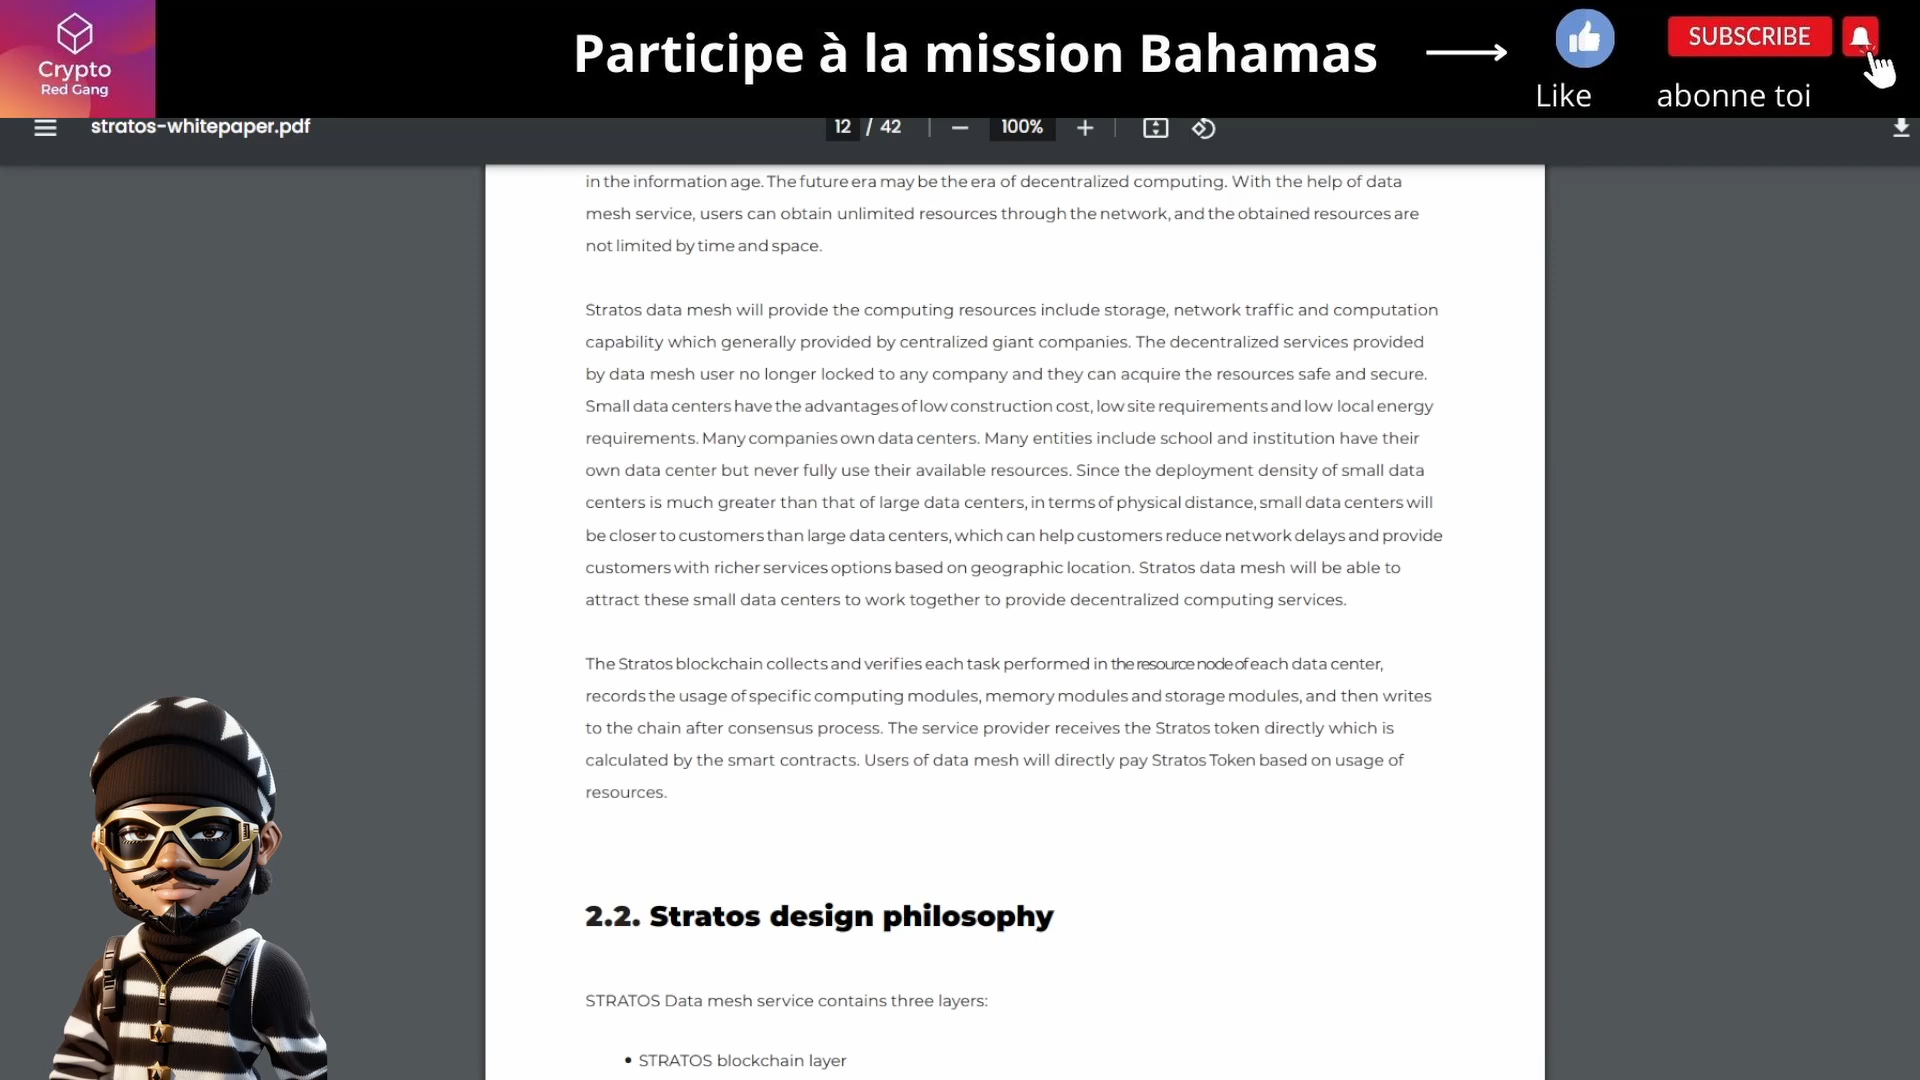 Crypto
Red Gang
Participe à la mission Bahamas
SUBSCRIBE
Like
abonne toi
stratos-whitepaper.pdf
12 / 42
100%
in the information age. The future era may be the era of decentralized computing. With the help of data
mesh service, users can obtain unlimited resources through the network, and the obtained resources are
not limited by time and space.
Stratos data mesh will provide the computing resources include storage, network traffic and computation
capability which generally provided by centralized giant companies. The decentralized services provided
by data mesh user no longer locked to any company and they can acquire the resources safe and secure.
Small data centers have the advantages of low construction cost, low site requirements and low local energy
requirements. Many companies own data centers. Many entities include school and institution have their
own data center but never fully use their available resources. Since the deployment density of small data
centers is much greater than that of large data centers, in terms of physical distance, small data centers will
be closer to customers than large data centers, which can help customers reduce network delays and provide
customers with richer services options based on geographic location. Stratos data mesh will be able to
attract these small data centers to work together to provide decentralized computing services.
The Stratos blockchain collects and verifies each task performed in the resource node of each data center,
records the usage of specific computing modules, memory modules and storage modules, and then writes
to the chain after consensus process. The service provider receives the Stratos token directly which is
calculated by the smart contracts. Users of data mesh will directly pay Stratos Token based on usage of
resources.
2.2. Stratos design philosophy
STRATOS Data mesh service contains three layers:
• STRATOS blockchain layer